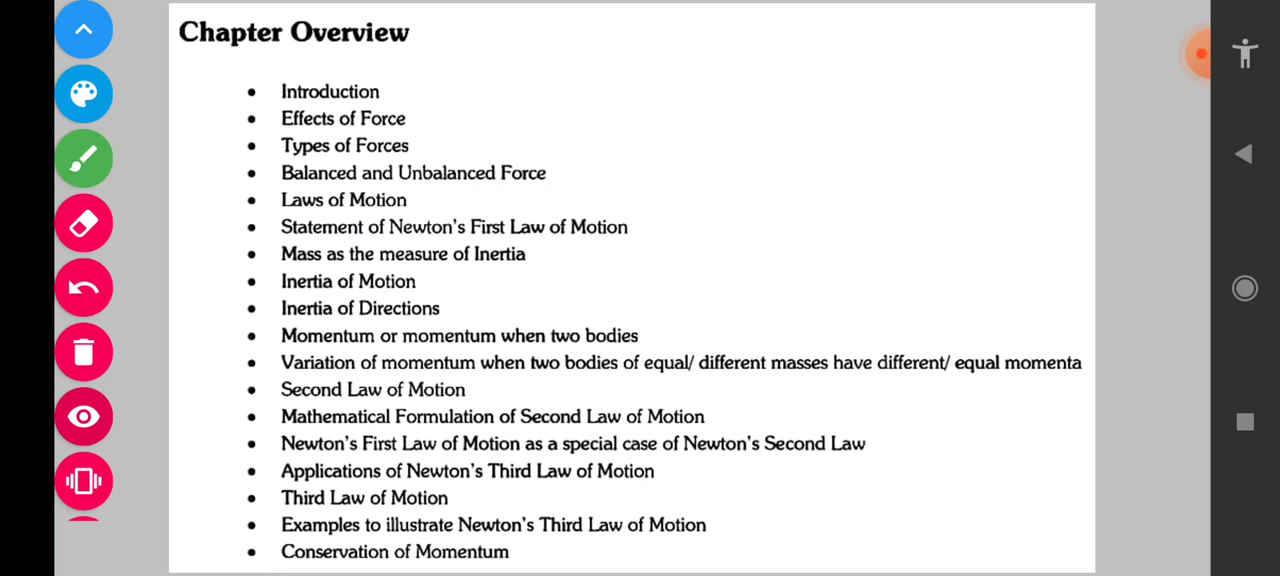 Chapter Overview
• Introduction
• Effects of Force
• Types of Forces
• Balanced and Unbalanced Force
• Laws of Motion
• Statement of Newton's First Law of Motion
• Mass as the measure of Inertia
• Inertia of Motion
• Inertia of Directions
• Momentum or momentum when two bodies
• Variation of momentum when two bodies of equal/ different masses have different/ equal momenta
• Second Law of Motion
• Mathematical Formulation of Second Law of Motion
• Newton's First Law of Motion as a special case of Newton's Second Law
• Applications of Newton's Third Law of Motion
• Third Law of Motion
• Examples to illustrate Newton's Third Law of Motion
• Conservation of Momentum